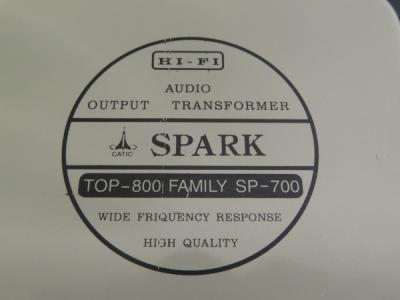 HI-FI
AUDIO
OUTPUT TRANSFORMER
CATIC SPARK
TOP-800 FAMILY SP-700
WIDE FRIQUENCY RESPONSE
HIGH QUALITY